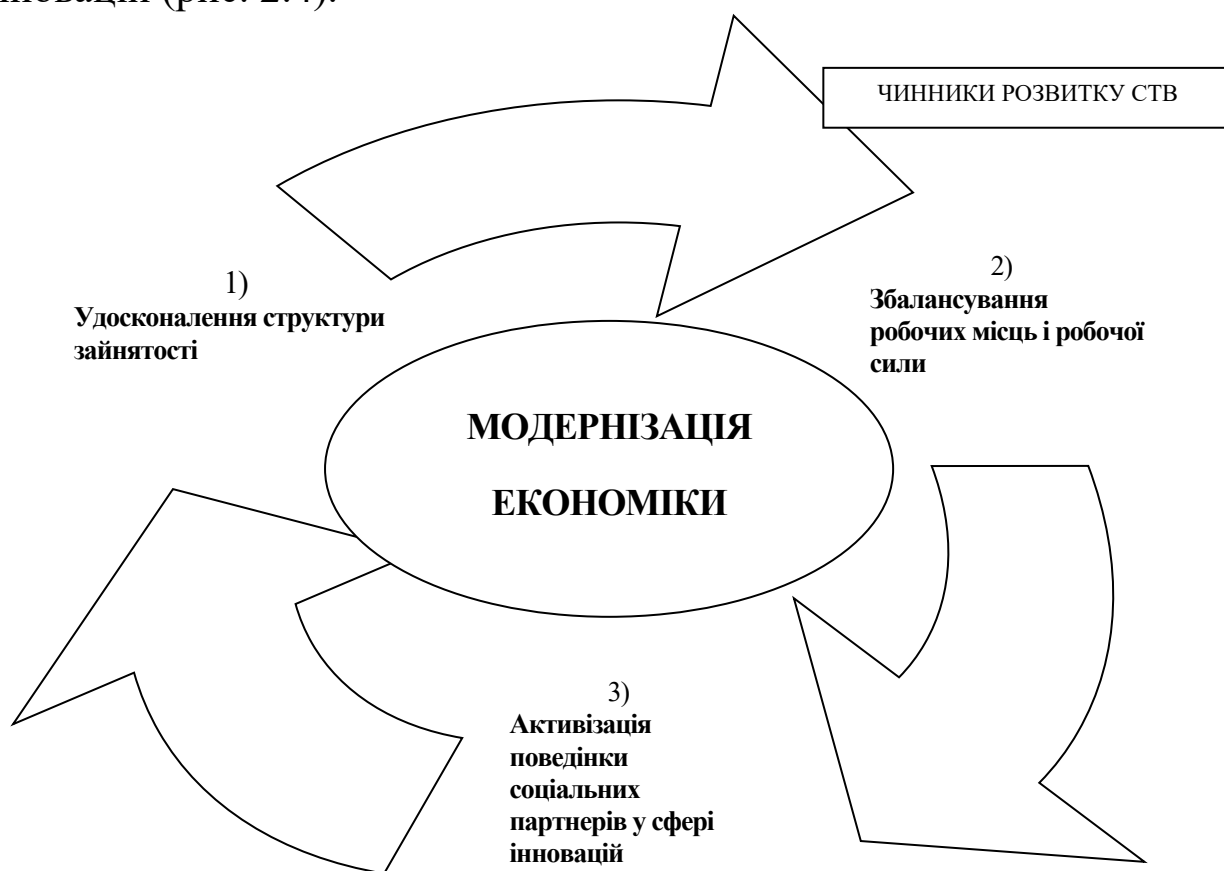 (рис. 2.4).
ЧИННИКИ РОЗВИТКУ СТВ
1)
Удосконалення структури
зайнятості
2)
Збалансування
робочих місць і робочої
сили
МОДЕРНІЗАЦІЯ
ЕКОНОМІКИ
3)
Активізація
поведінки
соціальних
партнерів у сфері
інновацій